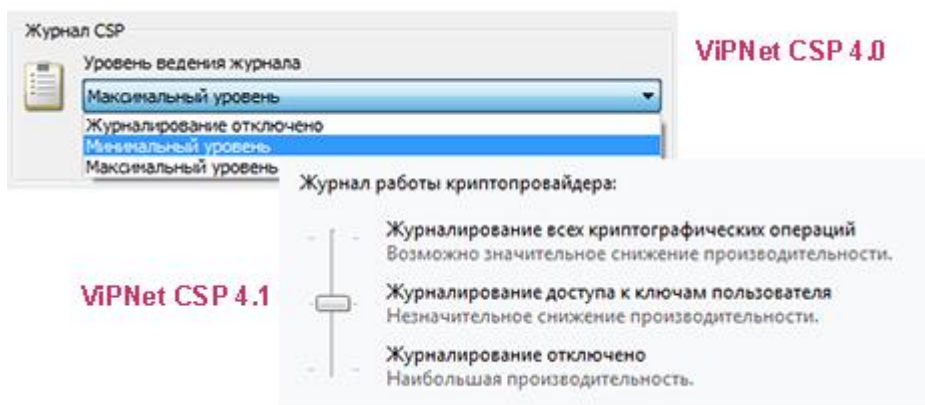 Журнал CSP
ViPNet CSP 4.0
Уровень ведения журнала
Максимальный уровень
Журналирование отключено
Минимальный уровень
Максимальный уровень
Журнал работы криптопровайдера:
Журналирование всех криптографических операций
Возможно значительное снижение производительности.
ViPNet CSP 4.1
Журналирование доступа к ключам пользователя
Незначительное снижение производительности.
Журналирование отключено
Наибольшая производительность.